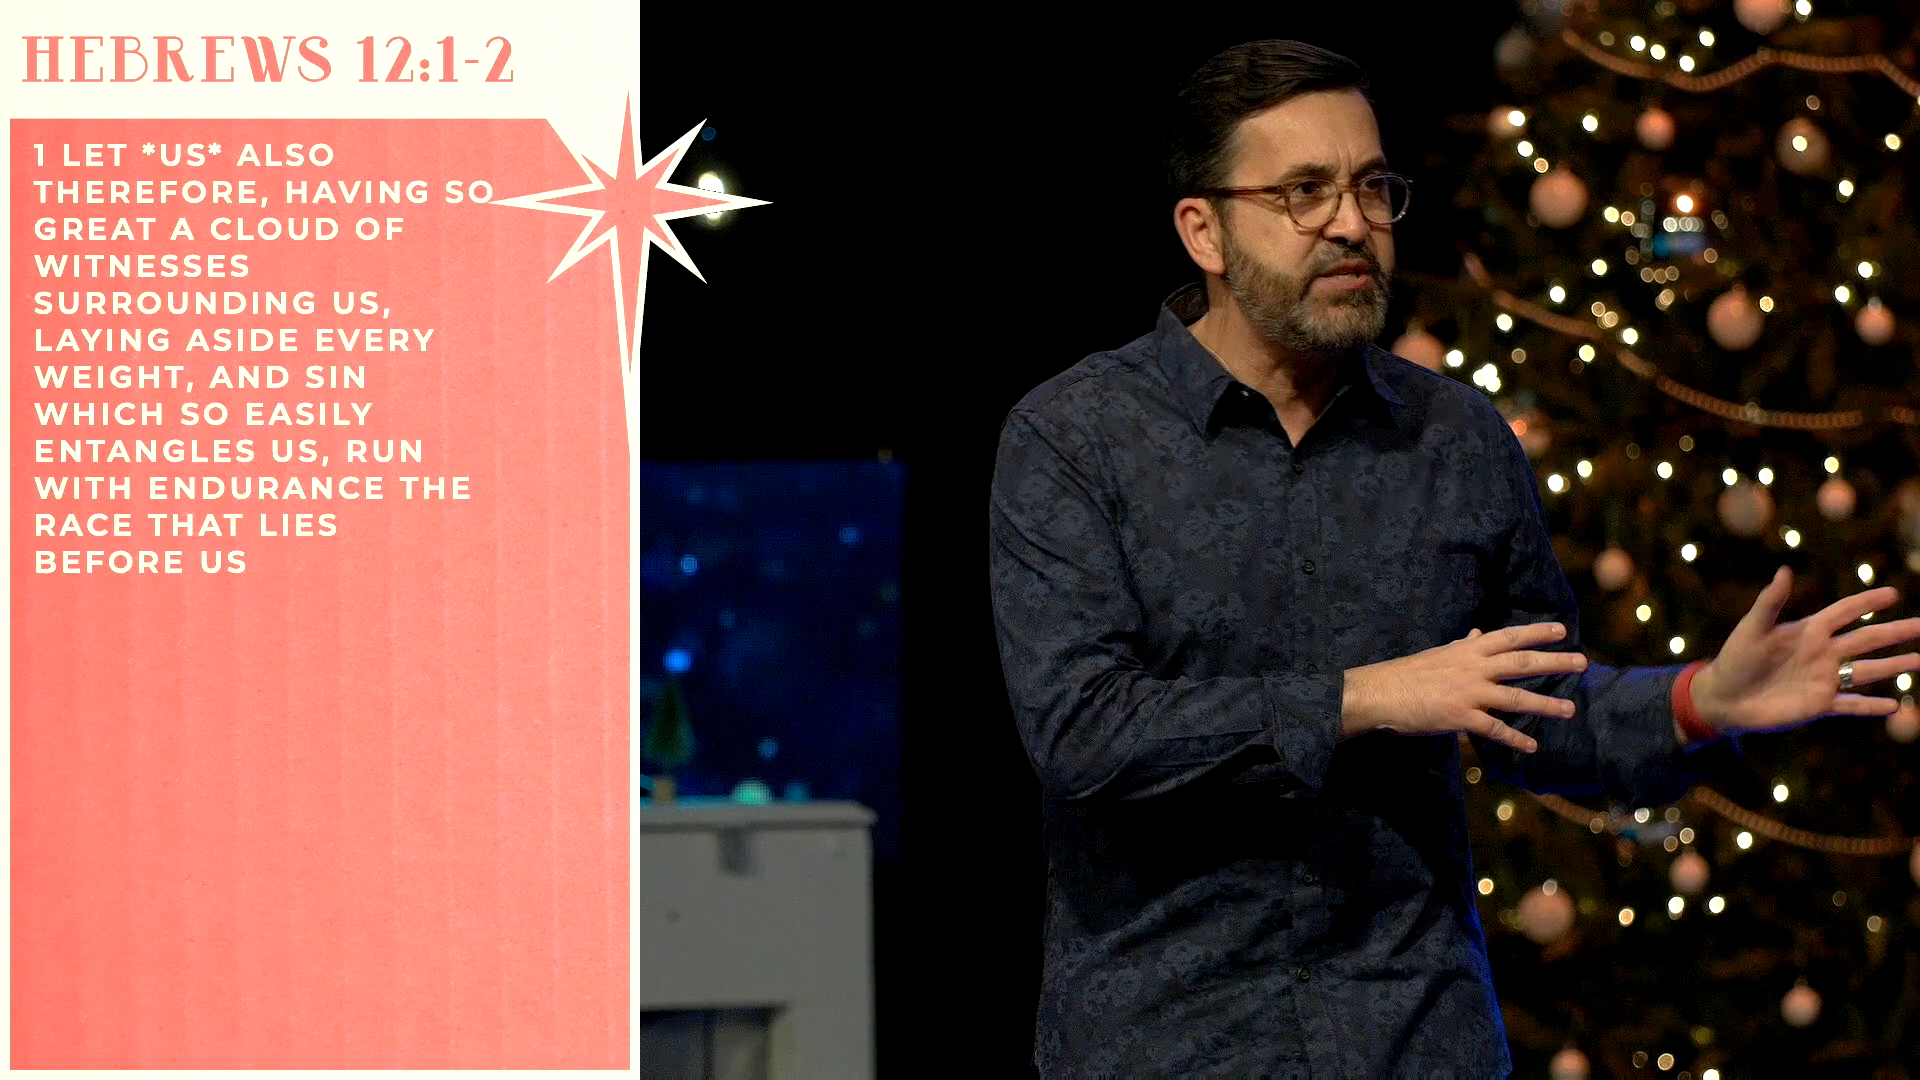 HEBREWS 12:1-2
1 LET *US* ALSO
THEREFORE, HAVING SO
GREAT A CLOUD OF
WITNESSES
SURROUNDING US,
LAYING ASIDE EVERY
WEIGHT, AND SIN
WHICH SO EASILY
ENTANGLES US, RUN
WITH ENDURANCE THE
RACE THAT LIES
BEFORE US